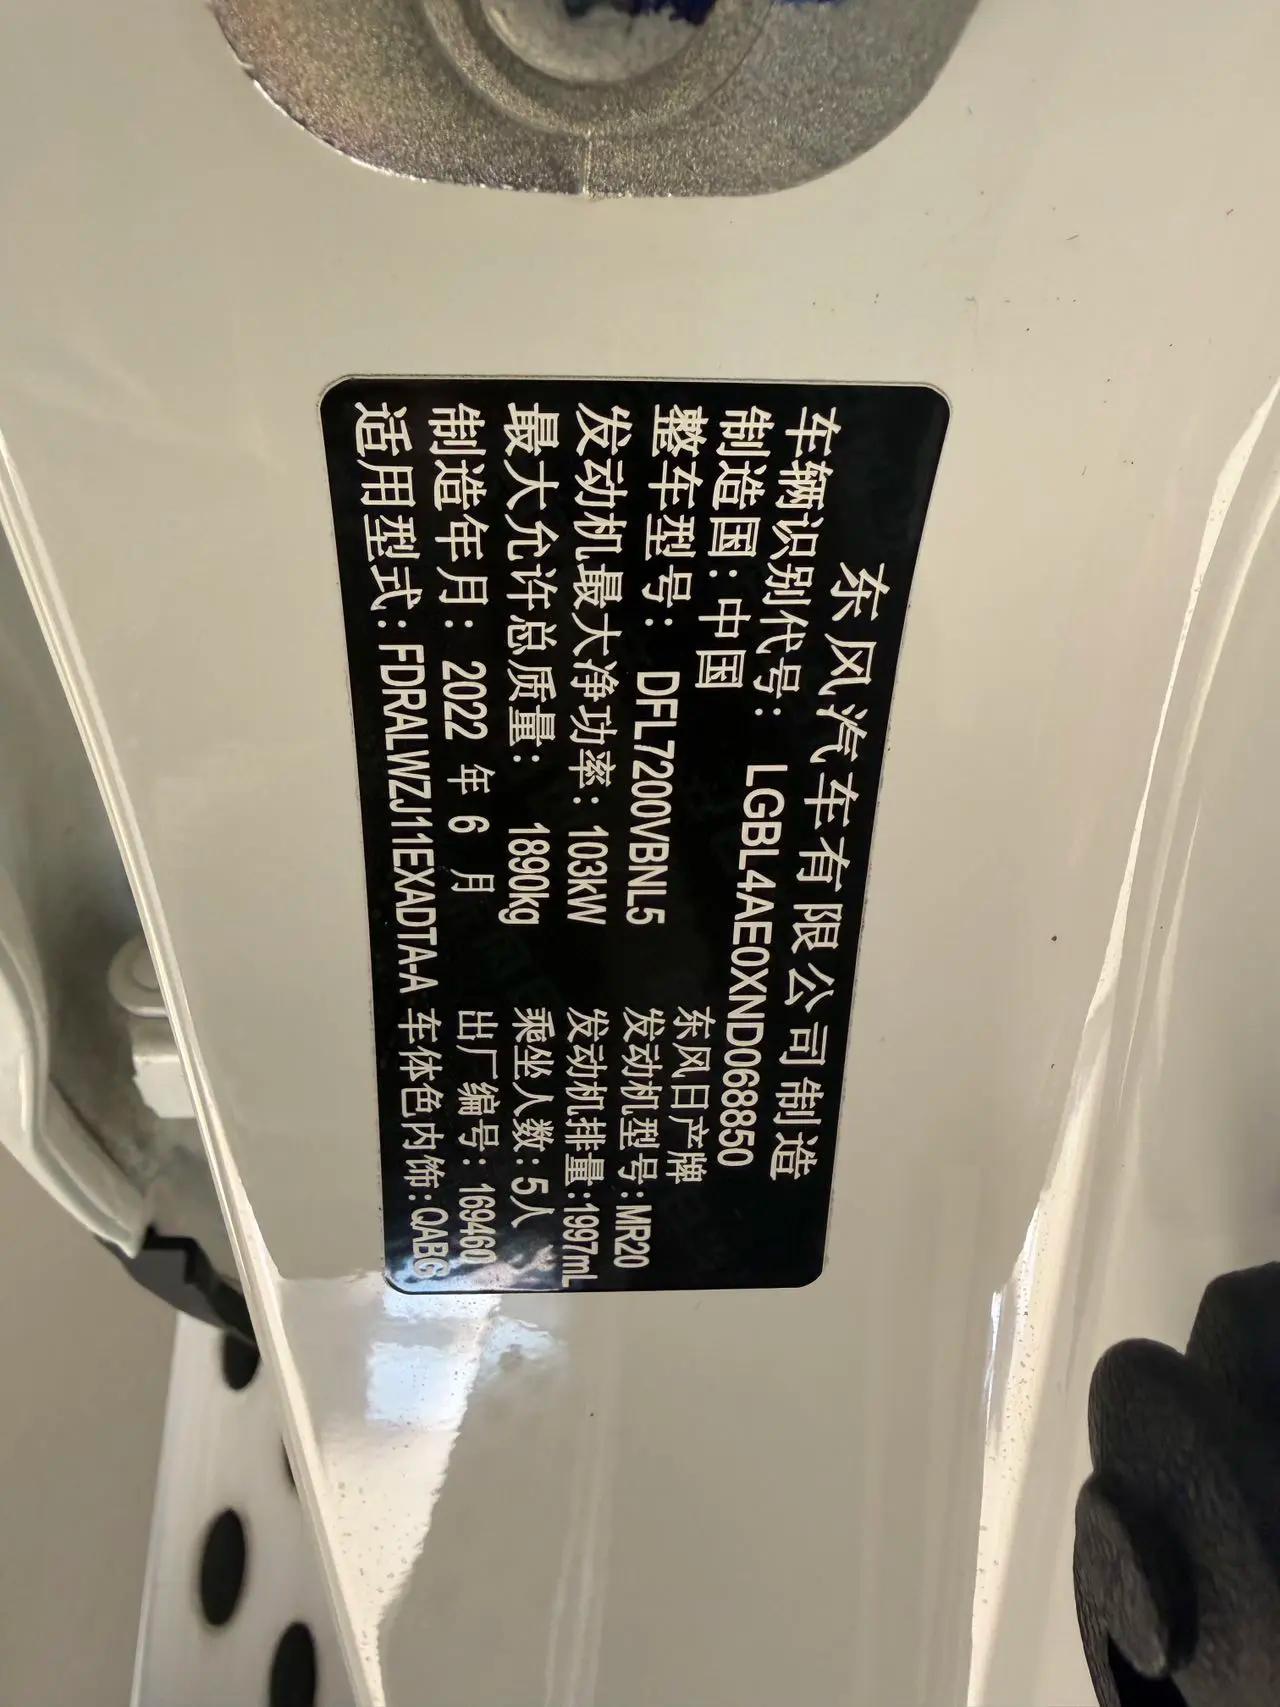 东风汽车有限公司制造
车辆识别代号： LGBL4AE0XND068850
制造国：中国 东风日产牌
整车型号： DFL7200VBNL5 发动机型号:MR20
发动机最大净功率：103kW 发动机排量:1997mL
最大允许总质量： 1890kg 乘坐人数:5人
制造年月： 2022 年 6 月 出厂编号:169460
适用型式：FDRALWZJ11EXADTA-A 车体色内饰:QABG